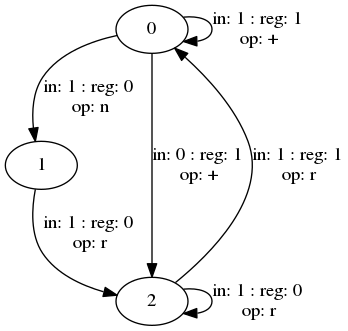 0
in: 1 : reg: 1
op: +
in: 1 : reg: 0
op: n
in: 0 : reg: 1
op: +
in: 1 : reg: 1
op: r
1
in: 1 : reg: 0
op: r
2
in: 1 : reg: 0
op: r